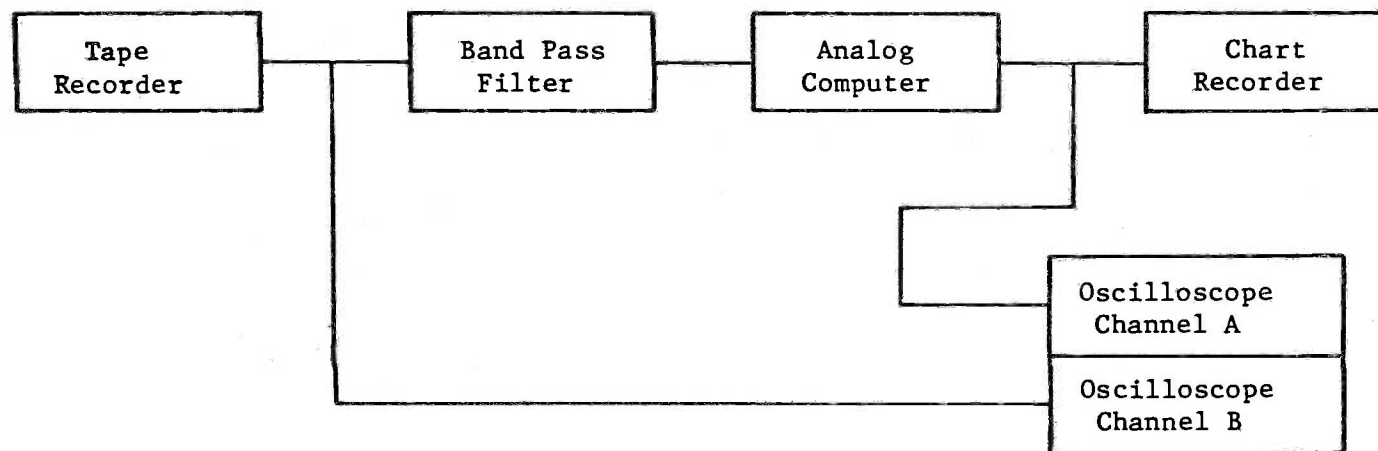 Tape
Recorder
Band Pass
Filter
Analog
Computer
Chart
Recorder
Oscilloscope
Channel A
Oscilloscope
Channel B